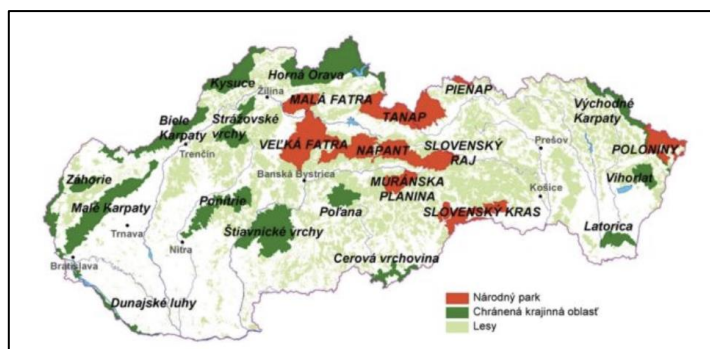 Horná Orava
Kysuce
Žilina
MALÁ FATRA
PIEŇAP
TANAP
Východné
Karpaty
Strážovské
vrchy
Biele
Karpaty
Trenčín
VEĽKÁ FATRA
NAPANT
SLOVENSKÝ
RAJ
Prešov
POLONINY
Banská Bystrica
MURÁNSKA
PLANINA
Vihorlat
Záhorie
Malé Karpaty
Ponitrie
Poľana
Košice
SLOVENSKÝ KRAS
Trnava
Nitra
Štiavnické vrchy
Latorica
Bratislava
Cerová vrchovina
Dunajské luhy
Národný park
Chránená krajinná oblasť
Lesy